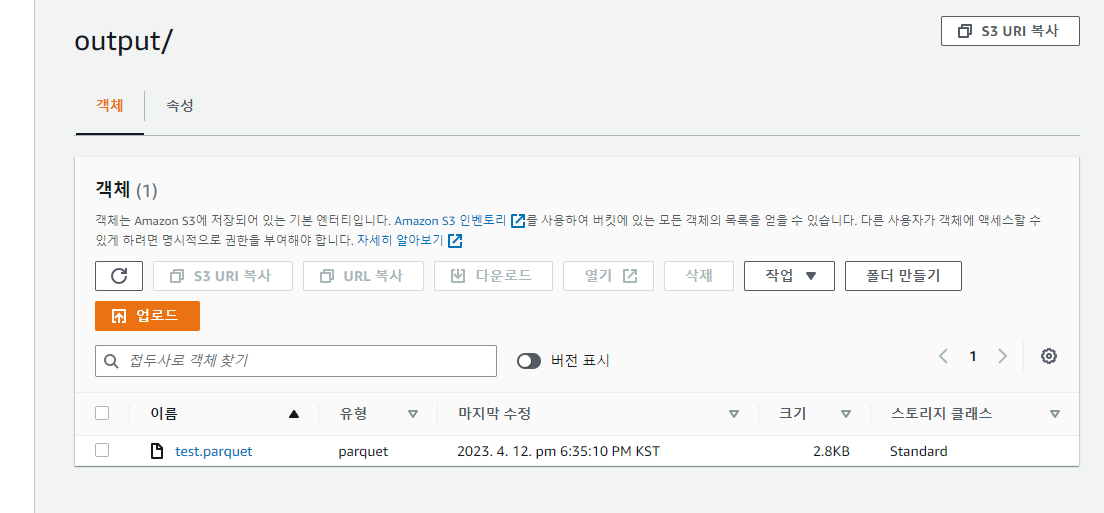 output/
S3 URI 복사
객체
속성
객체 (1)
객체는 Amazon S3에 저장되어 있는 기본 엔터티입니다. Amazon S3 인벤토리를 사용하여 버킷에 있는 모든 객체의 목록을 얻을 수 있습니다. 다른 사용자가 객체에 액세스할 수
있게 하려면 명시적으로 권한을 부여해야 합니다. 자세히 알아보기
S3 URI 복사 URL 복사 다운로드 열기 삭제 작업 폴더 만들기
업로드
접두사로 객체 찾기 버전 표시 1
이름 유형 마지막 수정 크기 스토리지 클래스
test.parquet parquet 2023. 4. 12. pm 6:35:10 PM KST 2.8KB Standard